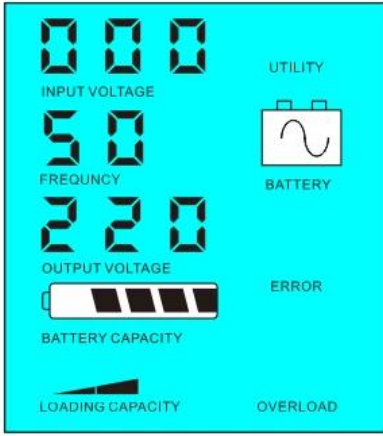 000
UTILITY
INPUT VOLTAGE
50
FREQUNCY
BATTERY
220
OUTPUT VOLTAGE
ERROR
BATTERY CAPACITY
LOADING CAPACITY
OVERLOAD